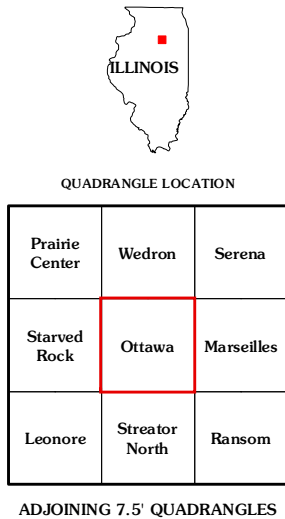 ILLINOIS
QUADRANGLE LOCATION
Prairie
Center
Wedron
Serena
Starved
Rock
Ottawa
Marseilles
Leonore
Streator
North
Ransom
ADJOINING 7.5' QUADRANGLES